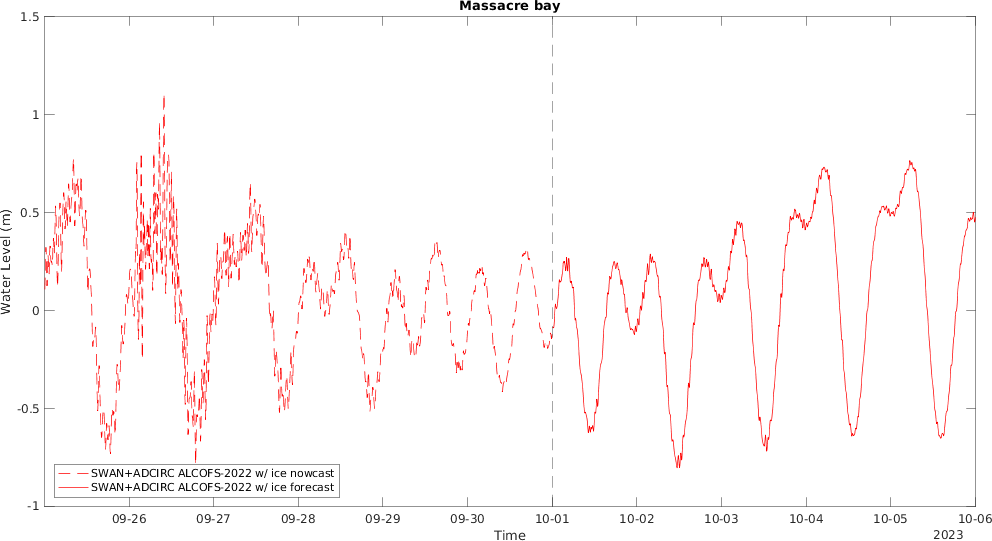 Massacre bay
1.5
1
0.5
0
-0.5
-1
Water Level (m)
SWAN+ADCIRC ALCOFS-2022 w/ ice nowcast
SWAN+ADCIRC ALCOFS-2022 w/ ice forecast
09-26 09-27 09-28 09-29 09-30 10-01 10-02 10-03 10-04 10-05 10-06
Time
2023